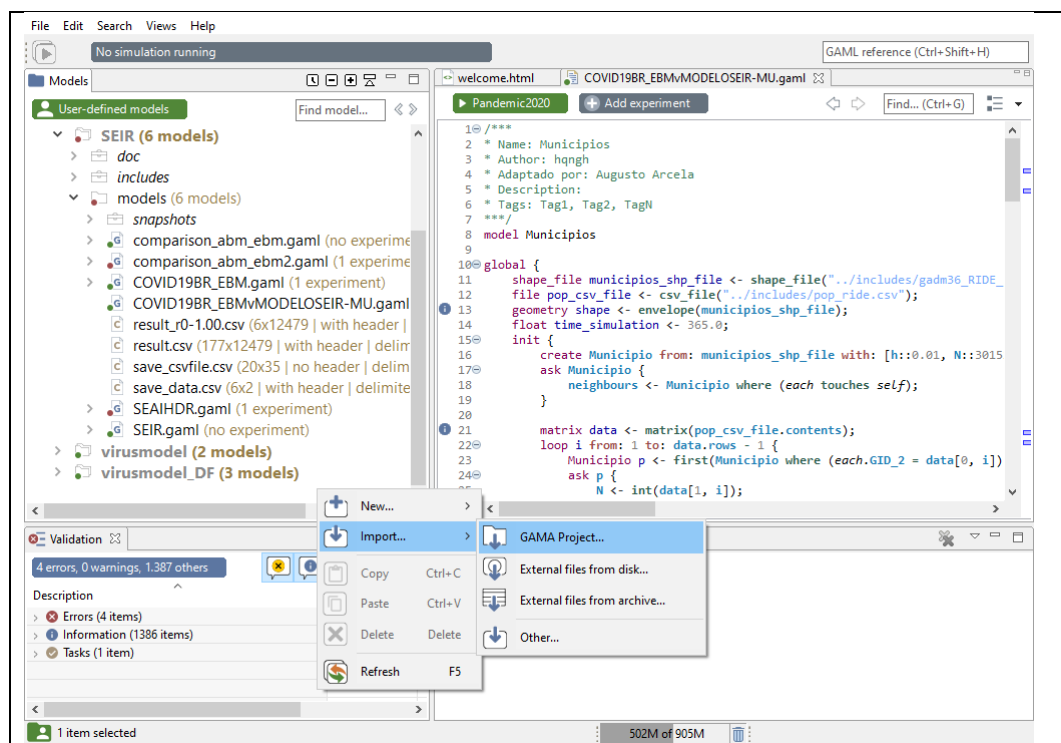 File Edit Search Views Help
No simulation running
GAML reference (Ctrl+Shift+H)
Models
User-defined models
Find model...
SEIR (6 models)
doc
includes
models (6 models)
snapshots
comparison_abm_ebm.gaml (no experime
comparison_abm_ebm2.gaml (1 experime
COVID19BR_EBM.gaml (1 experiment)
COVID19BR_EBMvMODELOSEIR-MU.gaml
result_r0-1.00.csv (6x12479 | with header |
result.csv (177x12479 | with header | delim
save_csvfile.csv (20x35 | no header | delim
save_data.csv (6x2 | with header | delimite
SEAIHDR.gaml (1 experiment)
SEIR.gaml (no experiment)
virusmodel (2 models)
virusmodel_DF (3 models)
welcome.html
COVID19BR_EBMvMODELOSEIR-MU.gaml
Pandemic2020
Add experiment
Find... (Ctrl+G)
1 /***
2 * Name: Municipios
3 * Author: hqngh
4 * Adaptado por: Augusto Arcela
5 * Description:
6 * Tags: Tag1, Tag2, TagN
7 ***/
8 model Municipios
9
10 global {
11 shape_file municipios_shp_file <- shape_file("../includes/gadm36_RIDE_
12 file pop_csv_file <- csv_file("../includes/pop_ride.csv");
13 geometry shape <- envelope(municipios_shp_file);
14 float time_simulation <- 365.0;
15 init {
16 create Municipio from: municipios_shp_file with: [h::0.01, N::3015
17 ask Municipio {
18 neighbours <- Municipio where (each touches self);
19 }
20
21 matrix data <- matrix(pop_csv_file.contents);
22 loop i from: 1 to: data.rows - 1 {
23 Municipio p <- first(Municipio where (each.GID_2 = data[0, i])
24 ask p {
N <- int(data[1, i]);
New...
Import...
Copy Ctrl+C
Paste Ctrl+V
Delete Delete
Refresh F5
GAMA Project...
External files from disk...
External files from archive...
Other...
Validation
4 errors, 0 warnings, 1.387 others
Description
Errors (4 items)
Information (1386 items)
Tasks (1 item)
1 item selected
502M of 905M